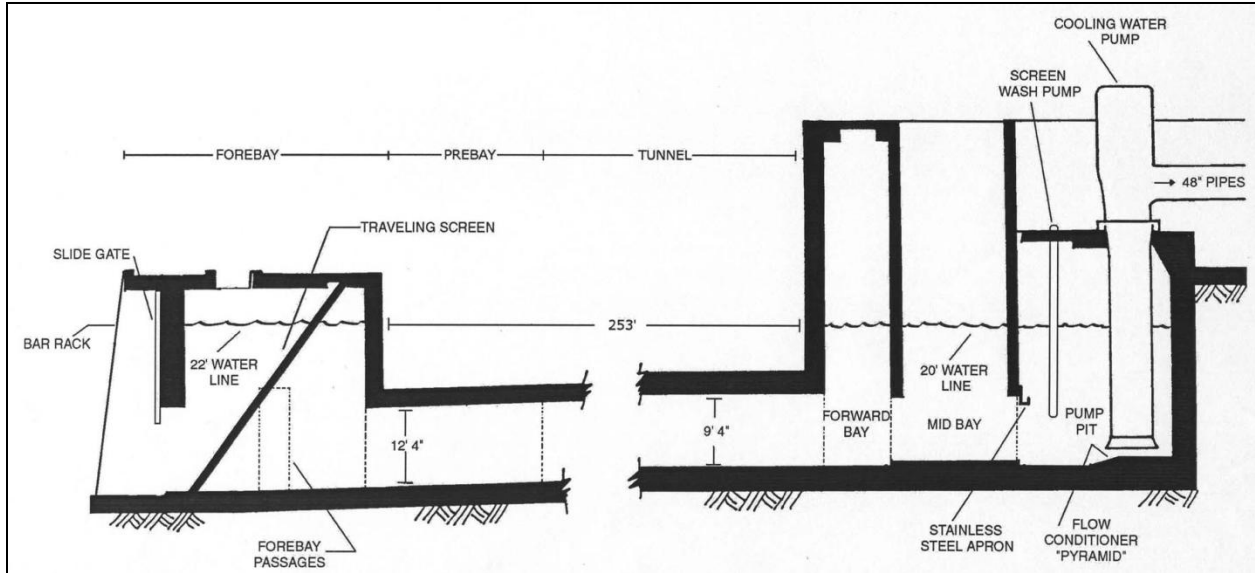 COOLING WATER
PUMP
SCREEN
WASH PUMP
FOREBAY
PREBAY
TUNNEL
48" PIPES
TRAVELING SCREEN
SLIDE GATE
253'
BAR RACK
22' WATER
LINE
20' WATER
LINE
12' 4"
9' 4"
FORWARD
BAY
MID BAY
PUMP
PIT
FOREBAY
PASSAGES
STAINLESS
STEEL APRON
FLOW
CONDITIONER
"PYRAMID"